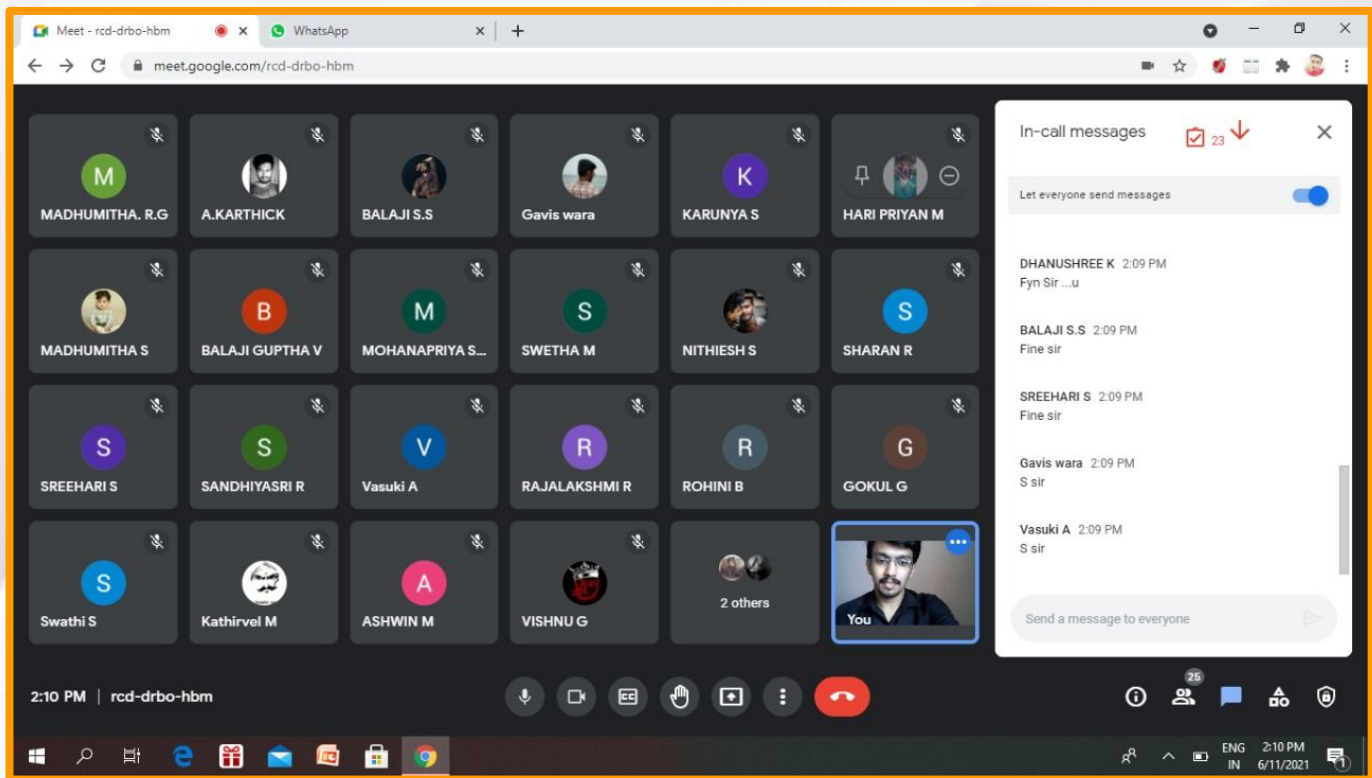 Meet - rcd-drbo-hbm
WhatsApp
meet.google.com/rcd-drbo-hbm
M
MADHUMITHA. R.G
A.KARTHICK
BALAJI S.S
Gavis wara
K
KARUNYA S
HARI PRIYAN M
MADHUMITHA S
B
BALAJI GUPTHA V
M
MOHANAPRIYA S...
S
SWETHA M
NITHIESH S
S
SHARAN R
S
SREEHARI S
S
SANDHIYASRI R
V
Vasuki A
R
RAJALAKSHMI R
R
ROHINI B
G
GOKUL G
S
Swathi S
Kathirvel M
A
ASHWIN M
VISHNU G
2 others
You
In-call messages
23
Let everyone send messages
DHANUSHREE K 2:09 PM
Fyn Sir ...u
BALAJI S.S 2:09 PM
Fine sir
SREEHARI S 2:09 PM
Fine sir
Gavis wara 2:09 PM
S sir
Vasuki A 2:09 PM
S sir
Send a message to everyone
2:10 PM | rcd-drbo-hbm
CC
25
ENG
IN
2:10 PM
6/11/2021
1